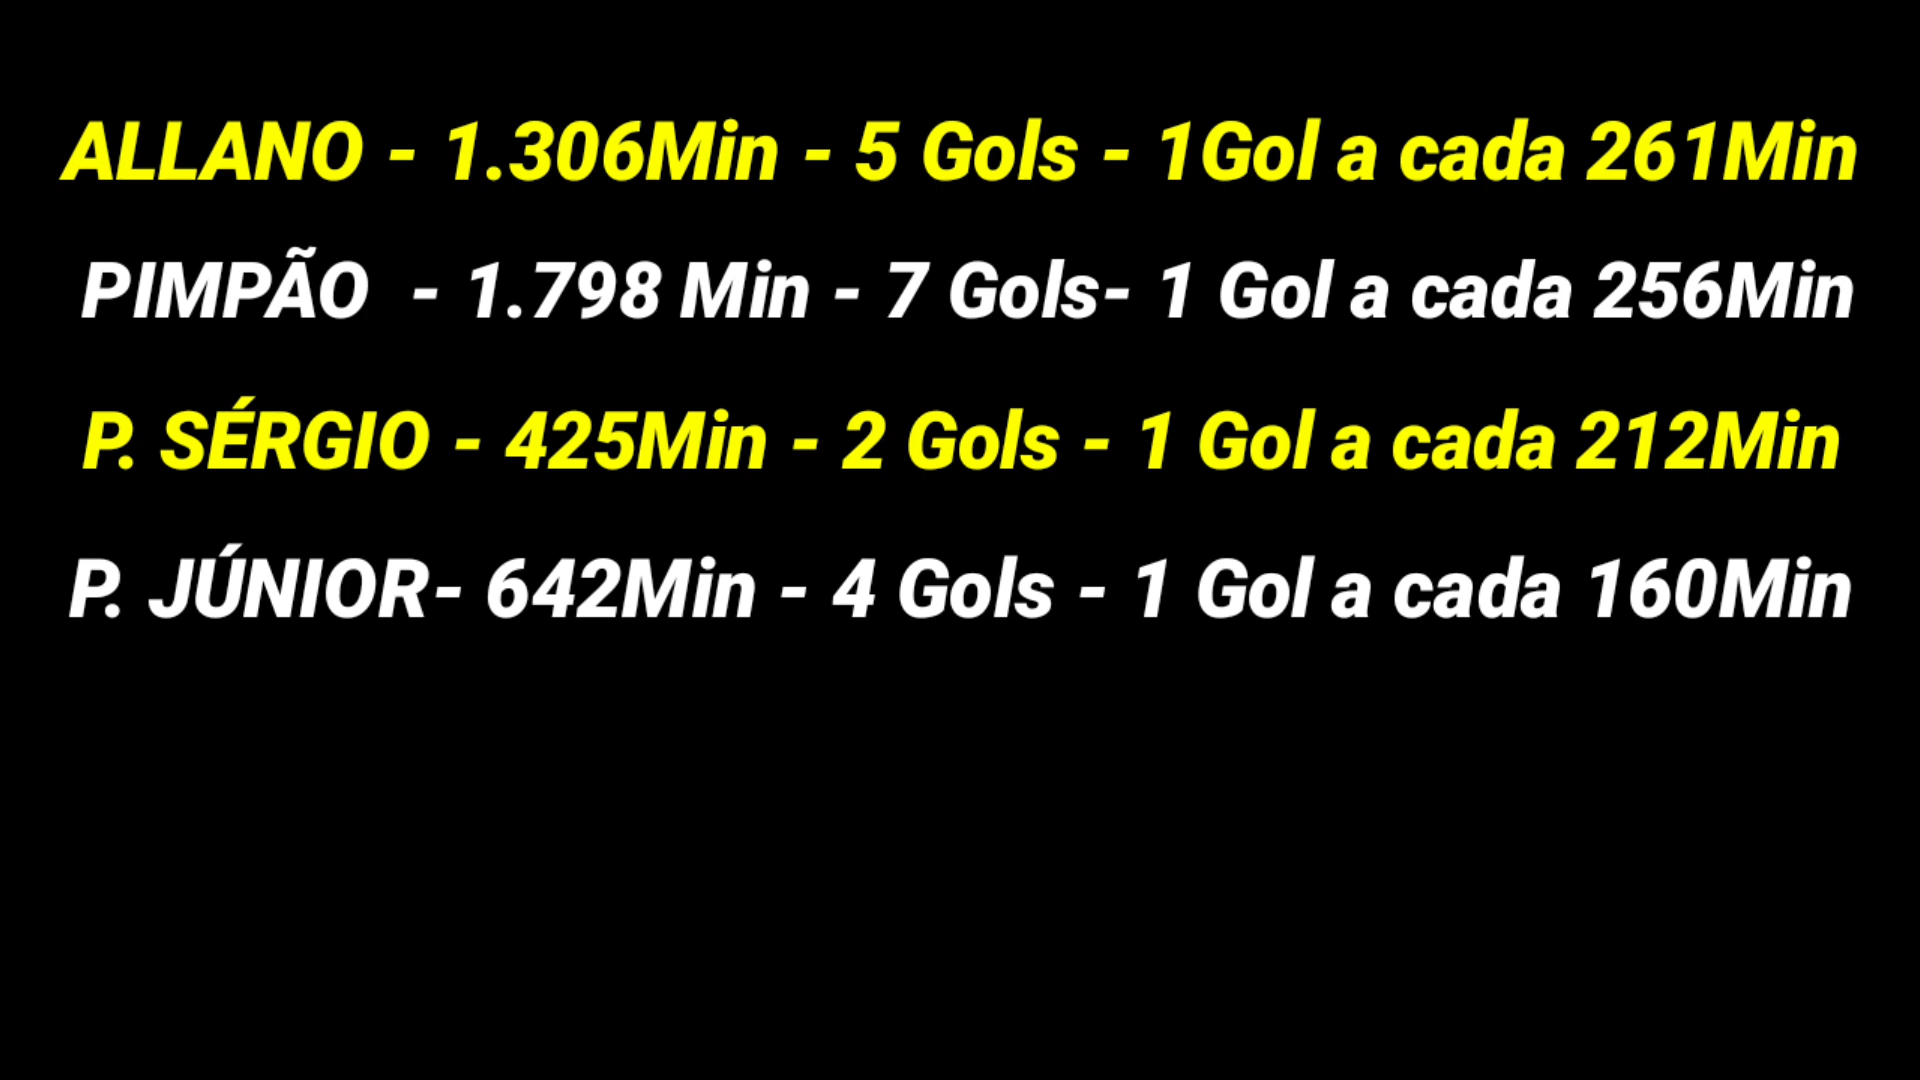 ALLANO - 1.306Min - 5 Gols - 1Gol a cada 261Min
PIMPÃO - 1.798 Min - 7 Gols- 1 Gol a cada 256Min
P. SÉRGIO - 425Min - 2 Gols - 1 Gol a cada 212Min
P. JÚNIOR- 642Min - 4 Gols - 1 Gol a cada 160Min